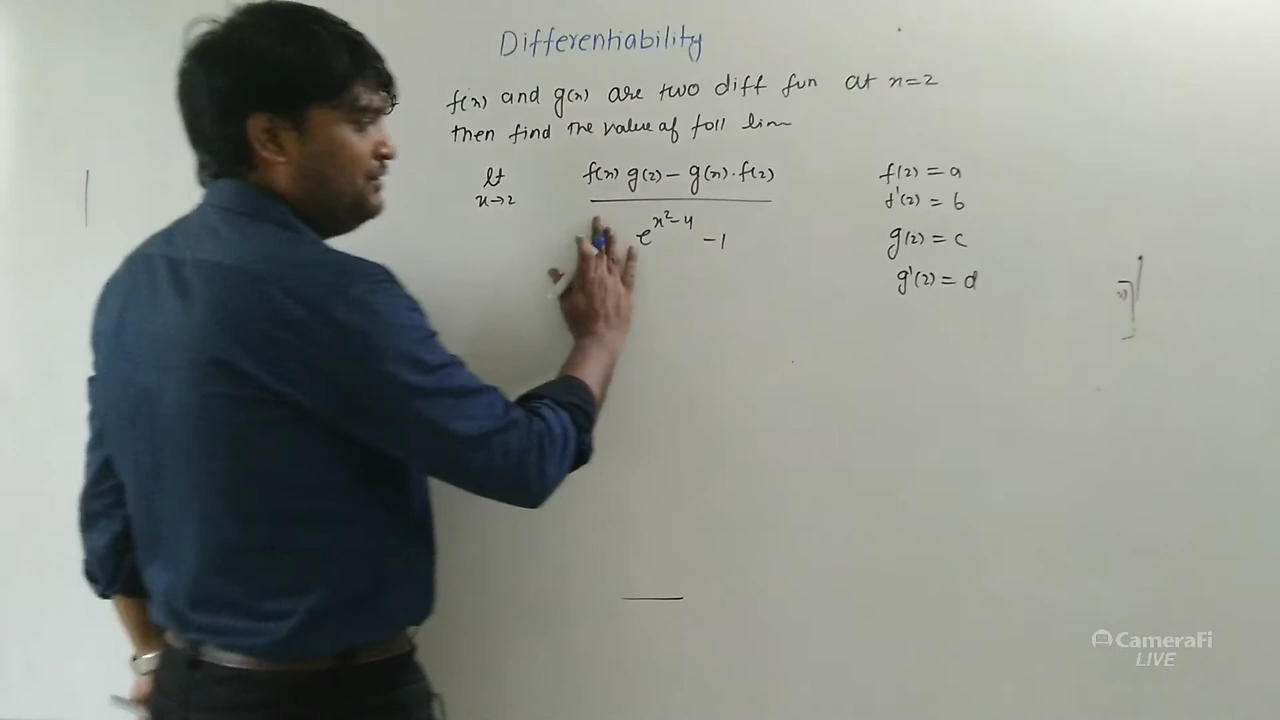 Differentiability
f(x) and g(x) are two diff fun at x=2
then find the value of foll lim
lt
x→2
f(x) g(2) - g(x).f(2)
e^x²-4 -1
f(2) = a
f'(2) = b
g(2) = c
g'(2) = d
CameraFi
LIVE